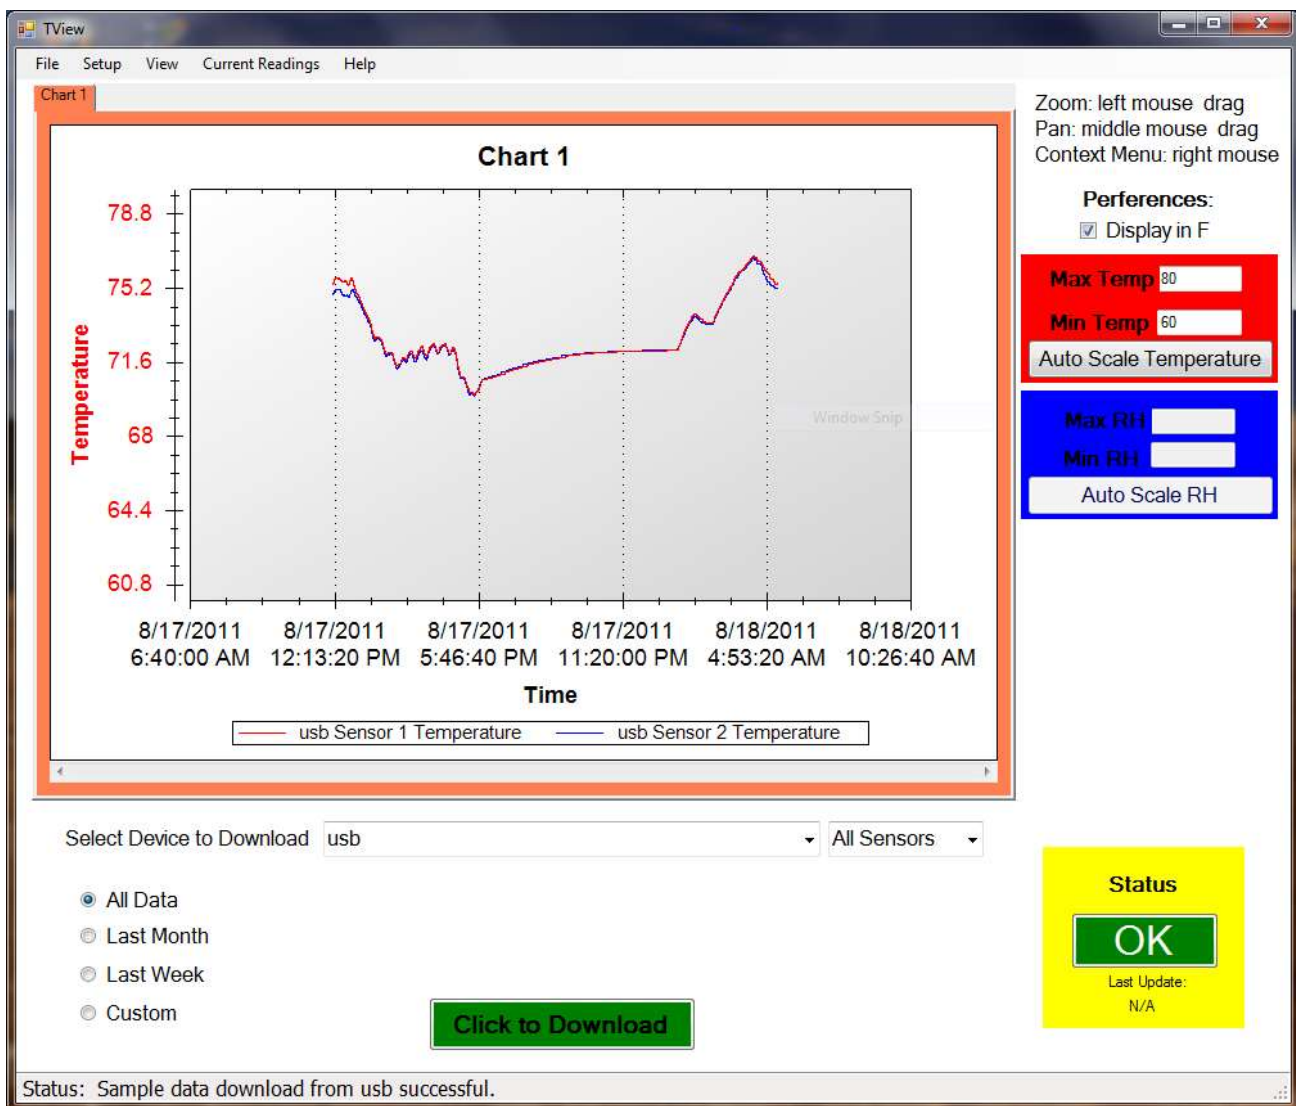 TView
File Setup View Current Readings Help
Chart 1
Zoom: left mouse drag
Pan: middle mouse drag
Context Menu: right mouse
Perferences:
Display in F
Max Temp 80
Min Temp 60
Auto Scale Temperature
Max RH
Min RH
Auto Scale RH
Chart 1
78.8
75.2
71.6
68
64.4
60.8
Temperature
Window Snip
8/17/2011 8/17/2011 8/17/2011 8/17/2011 8/18/2011 8/18/2011
6:40:00 AM 12:13:20 PM 5:46:40 PM 11:20:00 PM 4:53:20 AM 10:26:40 AM
Time
usb Sensor 1 Temperature usb Sensor 2 Temperature
Select Device to Download usb All Sensors
All Data
Last Month
Last Week
Custom
Click to Download
Status
OK
Last Update:
N/A
Status: Sample data download from usb successful.